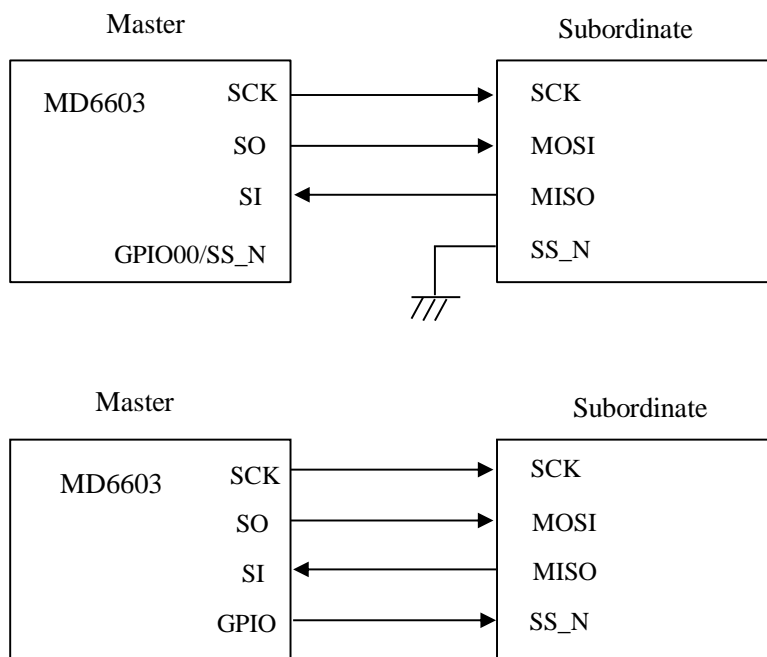 Master
Subordinate
MD6603
SCK
SCK
SO
MOSI
SI
MISO
GPIO00/SS_N
SS_N
Master
Subordinate
MD6603
SCK
SCK
SO
MOSI
SI
MISO
GPIO
SS_N